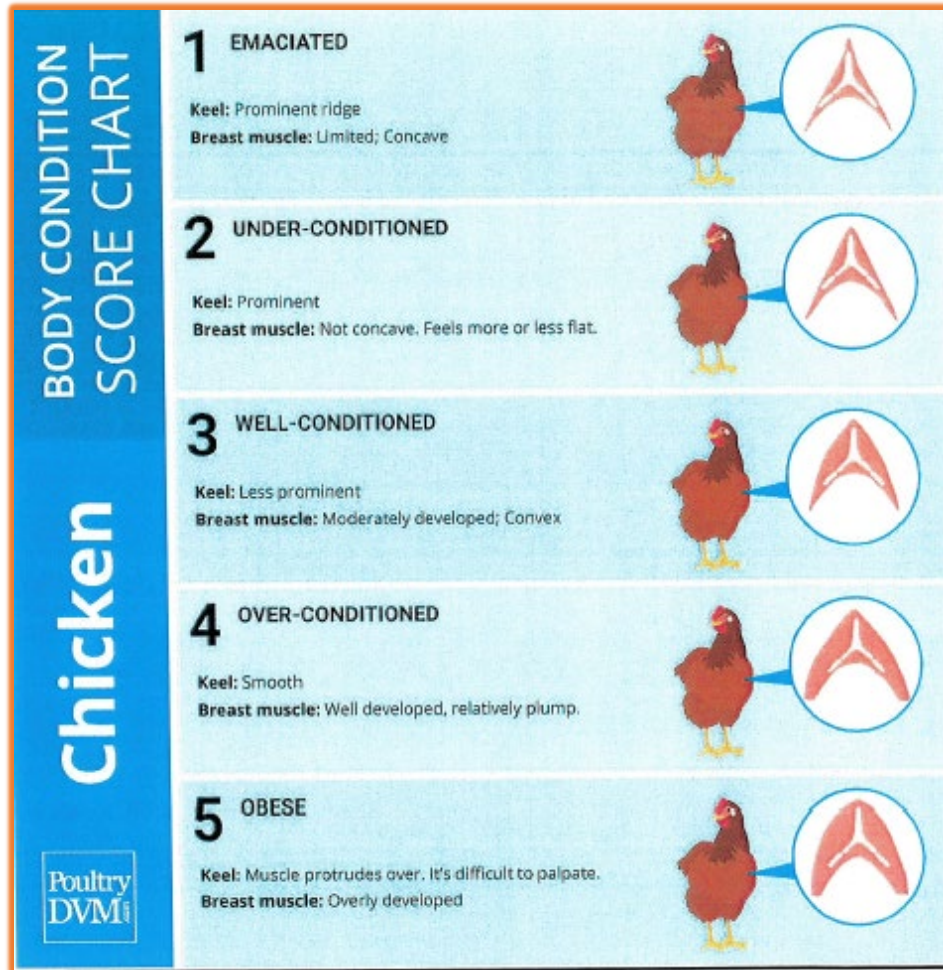 BODY CONDITION
SCORE CHART
Chicken
Poultry
DVM.com
1 EMACIATED
Keel: Prominent ridge
Breast muscle: Limited; Concave
2 UNDER-CONDITIONED
Keel: Prominent
Breast muscle: Not concave. Feels more or less flat.
3 WELL-CONDITIONED
Keel: Less prominent
Breast muscle: Moderately developed; Convex
4 OVER-CONDITIONED
Keel: Smooth
Breast muscle: Well developed, relatively plump.
5 OBESE
Keel: Muscle protrudes over. It's difficult to palpate.
Breast muscle: Overly developed